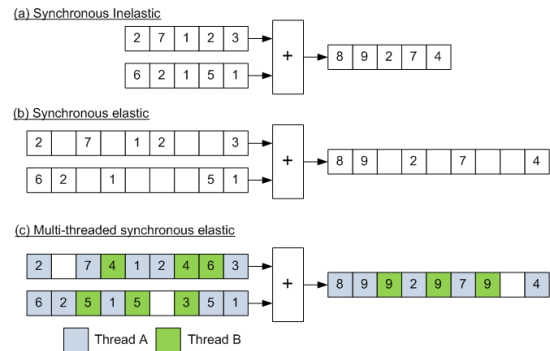 (a) Synchronous Inelastic
2 7 1 2 3
+
8 9 2 7 4
6 2 1 5 1
(b) Synchronous elastic
2 7 1 2 3
+
8 9 2 7 4
6 2 1 5 1
(c) Multi-threaded synchronous elastic
2 7 4 1 2 4 6 3
+
8 9 9 2 9 7 9 4
6 2 5 1 5 3 5 1
Thread A Thread B